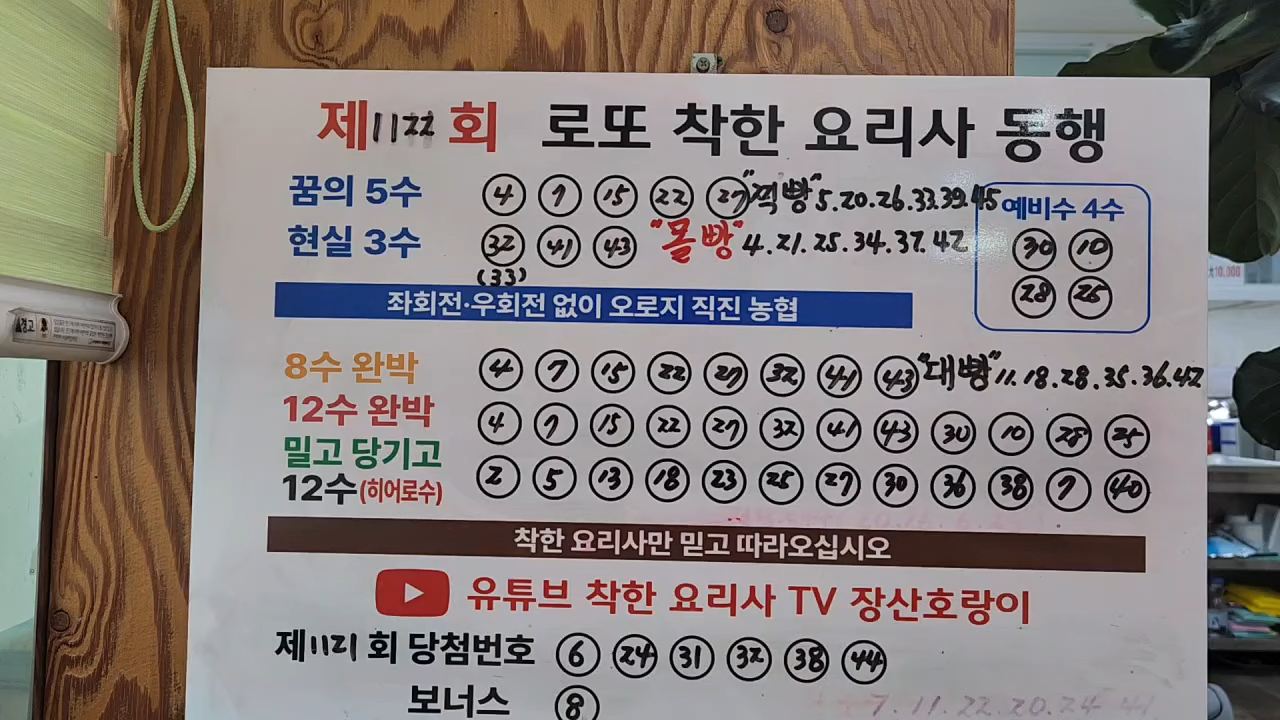 제1122회 로또 착한 요리사 동행
꿈의 5수 4 7 15 22 27 "직빵" 5.20.26.33.39.45
현실 3수 32 41 43 "몰빵" 4.21.25.34.37.42
(33)
예비수 4수
30 10
28 25
좌회전·우회전 없이 오로지 직진 농협
8수 완박 4 7 15 22 27 32 41 43 "대빵" 11.18.28.35.36.42
12수 완박 4 7 15 22 27 32 41 43 30 10 28 25
밀고 당기고
12수(히어로수) 2 5 13 18 23 25 27 30 36 38 7 40
착한 요리사만 믿고 따라오십시오
유튜브 착한 요리사 TV 장산호랑이
제1121회 당첨번호 6 24 31 32 38 44
보너스 8
7.11.22.20.24.41
경고